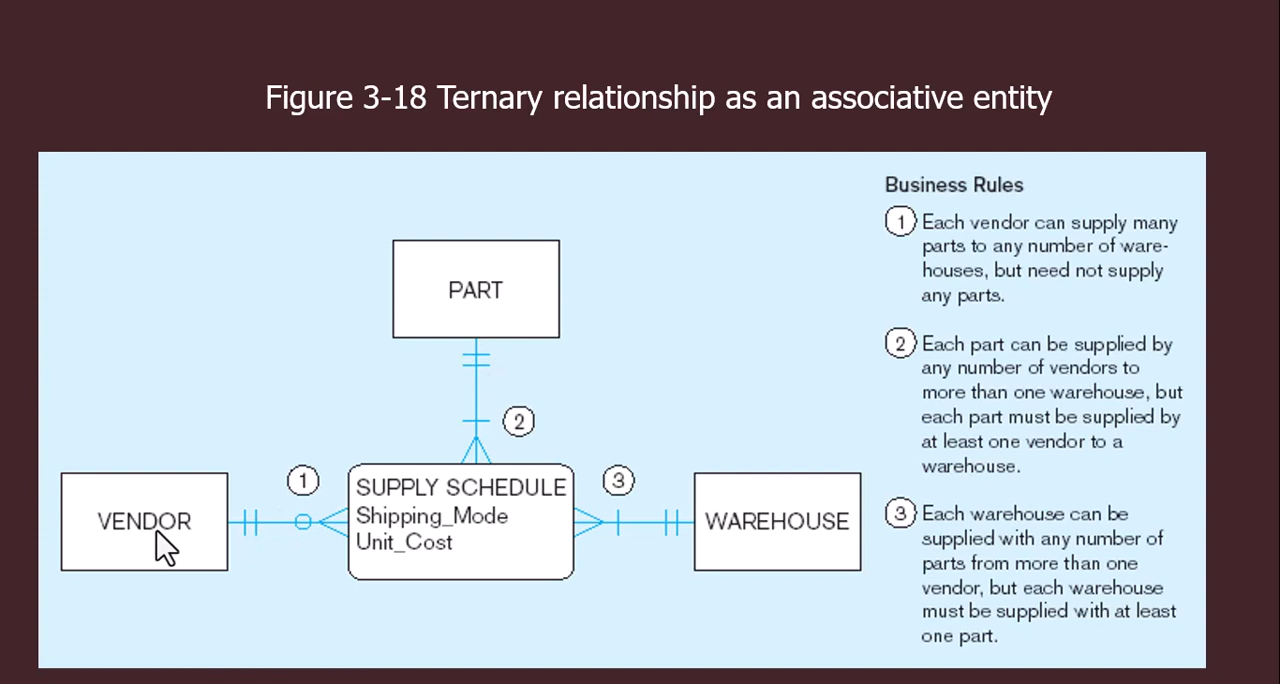 Figure 3-18 Ternary relationship as an associative entity
PART
2
VENDOR
1
SUPPLY SCHEDULE
Shipping_Mode
Unit_Cost
3
WAREHOUSE
Business Rules
1 Each vendor can supply many
parts to any number of ware-
houses, but need not supply
any parts.
2 Each part can be supplied by
any number of vendors to
more than one warehouse, but
each part must be supplied by
at least one vendor to a
warehouse.
3 Each warehouse can be
supplied with any number of
parts from more than one
vendor, but each warehouse
must be supplied with at least
one part.